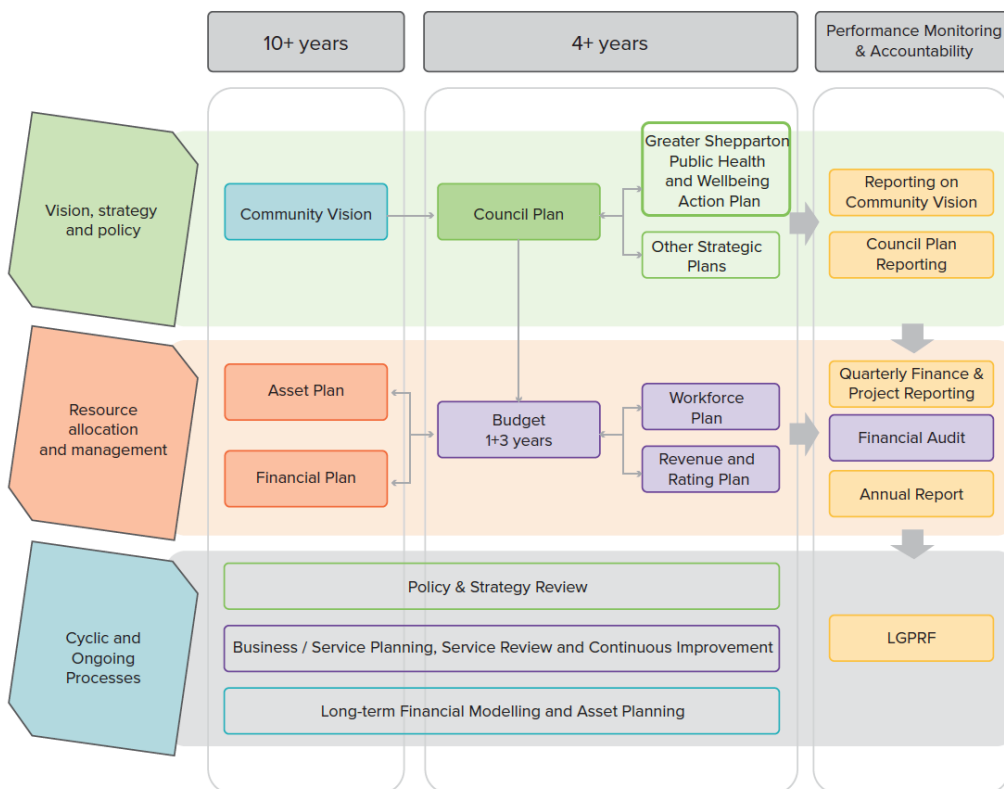 10+ years
4+ years
Performance Monitoring
& Accountability
Vision, strategy
and policy
Community Vision
Council Plan
Greater Shepparton
Public Health
and Wellbeing
Action Plan
Other Strategic
Plans
Reporting on
Community Vision
Council Plan
Reporting
Resource
allocation
and management
Asset Plan
Financial Plan
Budget
1+3 years
Workforce
Plan
Revenue and
Rating Plan
Quarterly Finance &
Project Reporting
Financial Audit
Annual Report
Cyclic and
Ongoing
Processes
Policy & Strategy Review
Business / Service Planning, Service Review and Continuous Improvement
Long-term Financial Modelling and Asset Planning
LGPRF